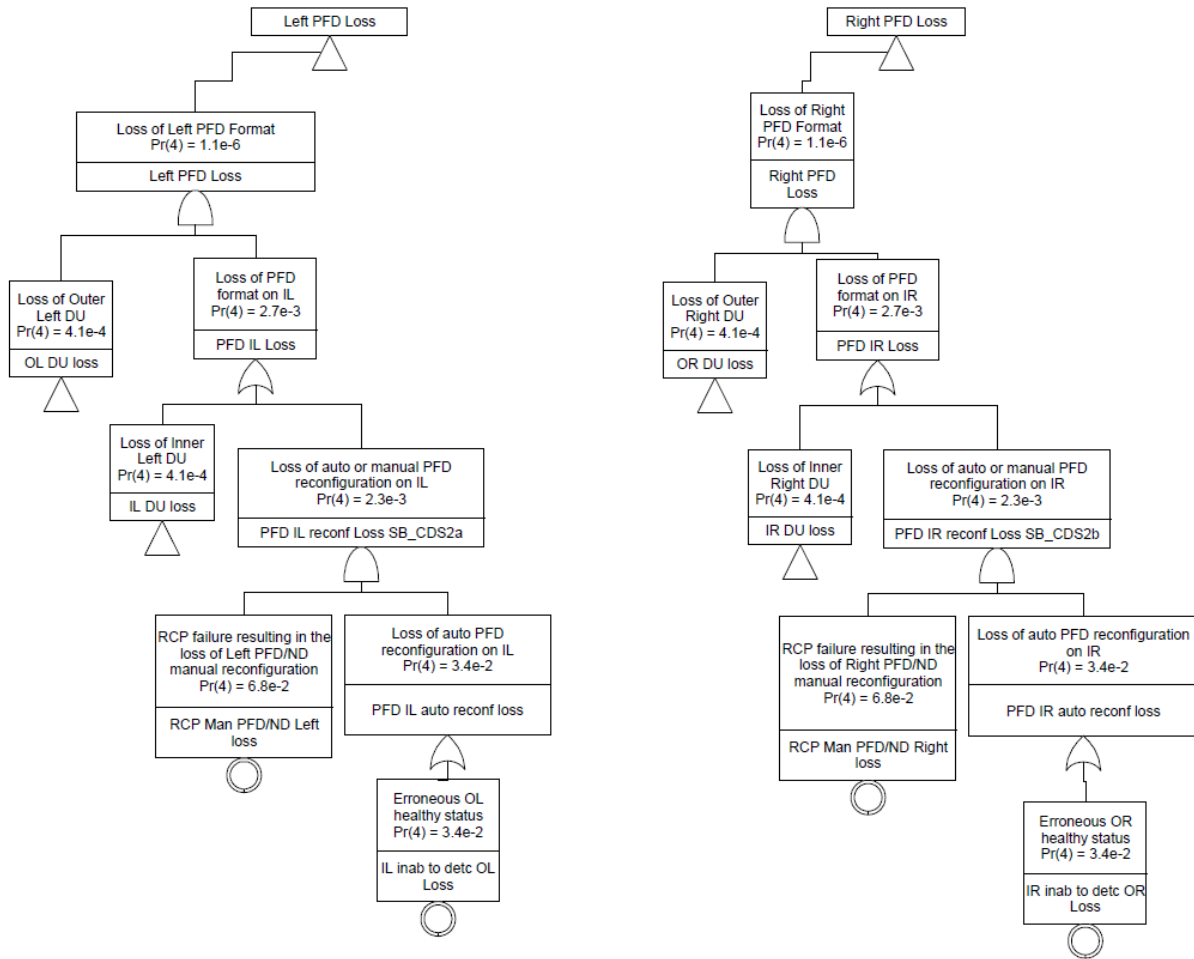 Left PFD Loss
Loss of Left PFD Format
Pr(4) = 1.1e-6
Left PFD Loss
Loss of Outer
Left DU
Pr(4) = 4.1e-4
OL DU loss
Loss of PFD
format on IL
Pr(4) = 2.7e-3
PFD IL Loss
Loss of Inner
Left DU
Pr(4) = 4.1e-4
IL DU loss
Loss of auto or manual PFD
reconfiguration on IL
Pr(4) = 2.3e-3
PFD IL reconf Loss SB_CDS2a
RCP failure resulting in the
loss of Left PFD/ND
manual reconfiguration
Pr(4) = 6.8e-2
RCP Man PFD/ND Left
loss
Loss of auto PFD
reconfiguration on IL
Pr(4) = 3.4e-2
PFD IL auto reconf loss
Erroneous OL
healthy status
Pr(4) = 3.4e-2
IL inab to detc OL
Loss
Right PFD Loss
Loss of Right
PFD Format
Pr(4) = 1.1e-6
Right PFD
Loss
Loss of Outer
Right DU
Pr(4) = 4.1e-4
OR DU loss
Loss of PFD
format on IR
Pr(4) = 2.7e-3
PFD IR Loss
Loss of Inner
Right DU
Pr(4) = 4.1e-4
IR DU loss
Loss of auto or manual PFD
reconfiguration on IR
Pr(4) = 2.3e-3
PFD IR reconf Loss SB_CDS2b
RCP failure resulting in the
loss of Right PFD/ND
manual reconfiguration
Pr(4) = 6.8e-2
RCP Man PFD/ND Right
loss
Loss of auto PFD reconfiguration
on IR
Pr(4) = 3.4e-2
PFD IR auto reconf loss
Erroneous OR
healthy status
Pr(4) = 3.4e-2
IR inab to detc OR
Loss